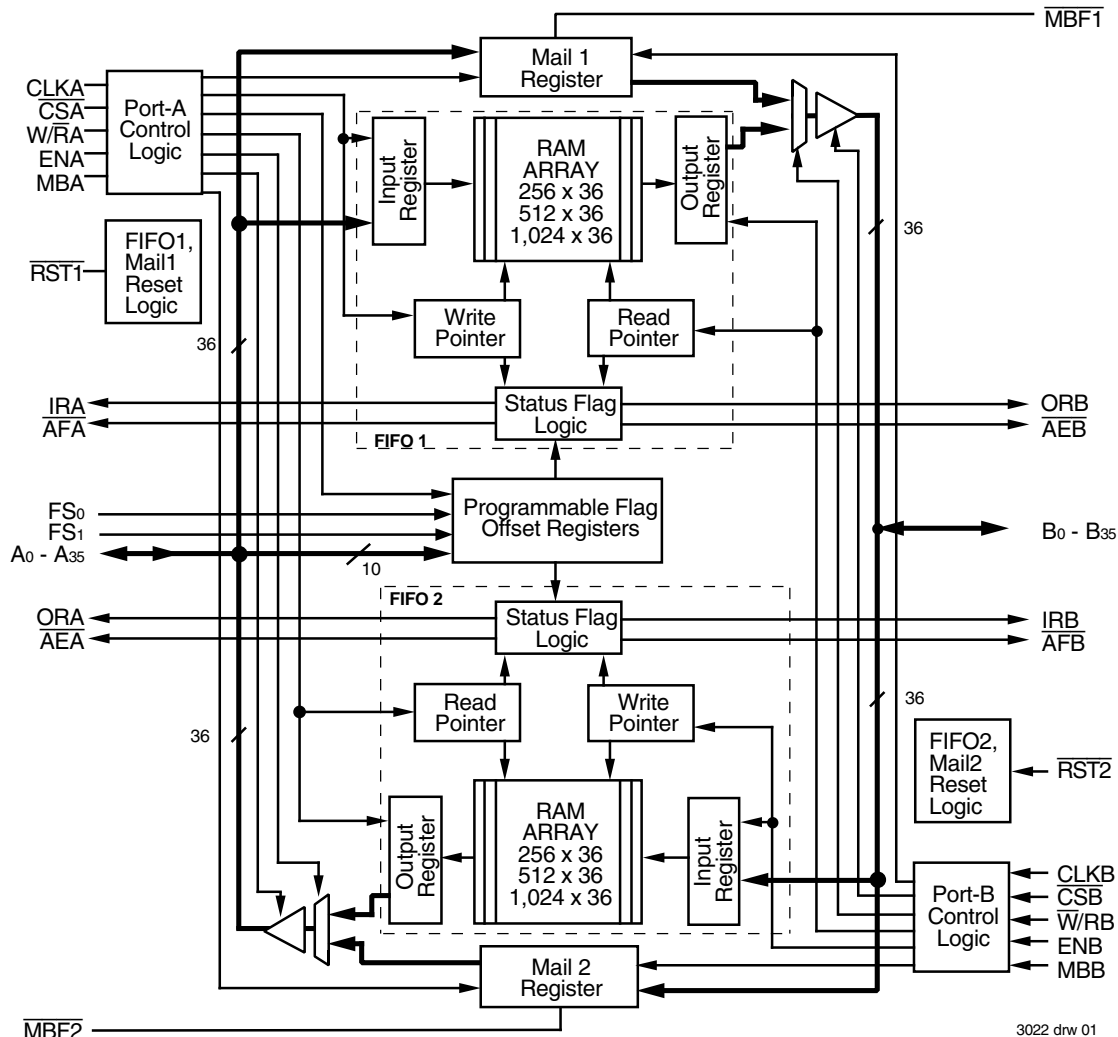 MBF1
Mail 1
Register
CLKA
CSA
W/RA
ENA
MBA
Port-A
Control
Logic
Input
Register
RAM
ARRAY
256 x 36
512 x 36
1,024 x 36
Output
Register
36
RST1
FIFO1,
Mail1
Reset
Logic
Write
Pointer
Read
Pointer
36
IRA
AFA
Status Flag
Logic
ORB
AEB
FIFO 1
FS0
FS1
A0 - A35
Programmable Flag
Offset Registers
10
B0 - B35
FIFO 2
ORA
AEA
Status Flag
Logic
IRB
AFB
Read
Pointer
Write
Pointer
36
36
FIFO2,
Mail2
Reset
Logic
RST2
Output
Register
RAM
ARRAY
256 x 36
512 x 36
1,024 x 36
Input
Register
Port-B
Control
Logic
CLKB
CSB
W/RB
ENB
MBB
Mail 2
Register
MBF2
3022 drw 01